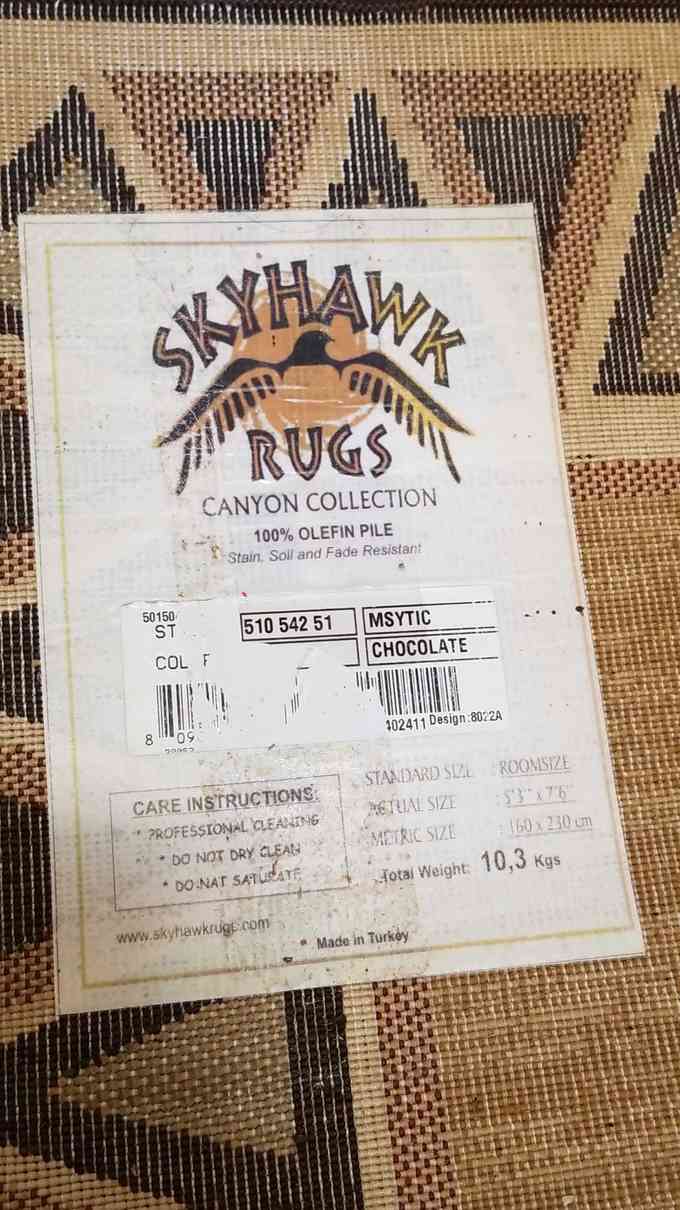 SKYHAWK
RUGS
CANYON COLLECTION
100% OLEFIN PILE
Stain, Soil and Fade Resistant
50150
ST
510 542 51
MSYTIC
COL
CHOCOLATE
8 09
402411 Design:8022A
CARE INSTRUCTIONS:
* PROFESSIONAL CLEANING
* DO NOT DRY CLEAN
* DO NAT SATURATE
STANDARD SIZE : ROOMSIZE
ACTUAL SIZE : 5'3" x 7'6"
METRIC SIZE : 160 x 230 cm
Total Weight: 10,3 Kgs
www.skyhawkrugs.com
Made in Turkey